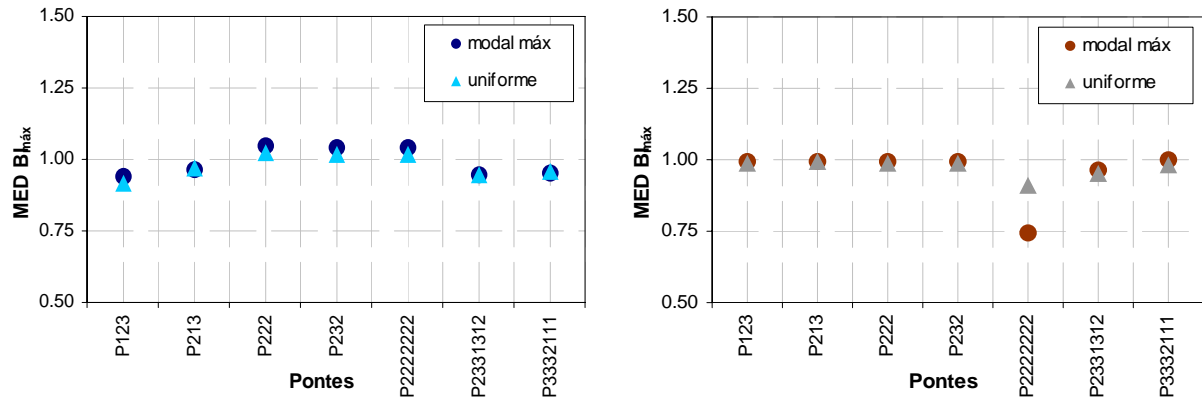 1.50
1.25
1.00
0.75
0.50
MED BImáx
modal máx
uniforme
P123
P213
P222
P232
P22222222
P2331312
P3332111
Pontes
1.50
1.25
1.00
0.75
0.50
MED BImáx
modal máx
uniforme
P123
P213
P222
P232
P22222222
P2331312
P3332111
Pontes